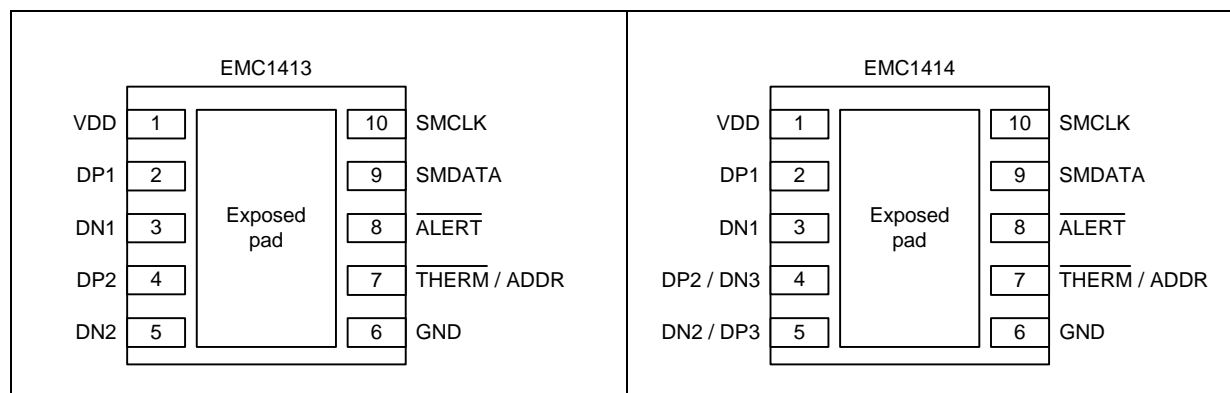 EMC1413
VDD 1 10 SMCLK
DP1 2 9 SMDATA
DN1 3 8 ALERT
DP2 4 7 THERM / ADDR
DN2 5 6 GND
Exposed
pad
EMC1414
VDD 1 10 SMCLK
DP1 2 9 SMDATA
DN1 3 8 ALERT
DP2 / DN3 4 7 THERM / ADDR
DN2 / DP3 5 6 GND
Exposed
pad